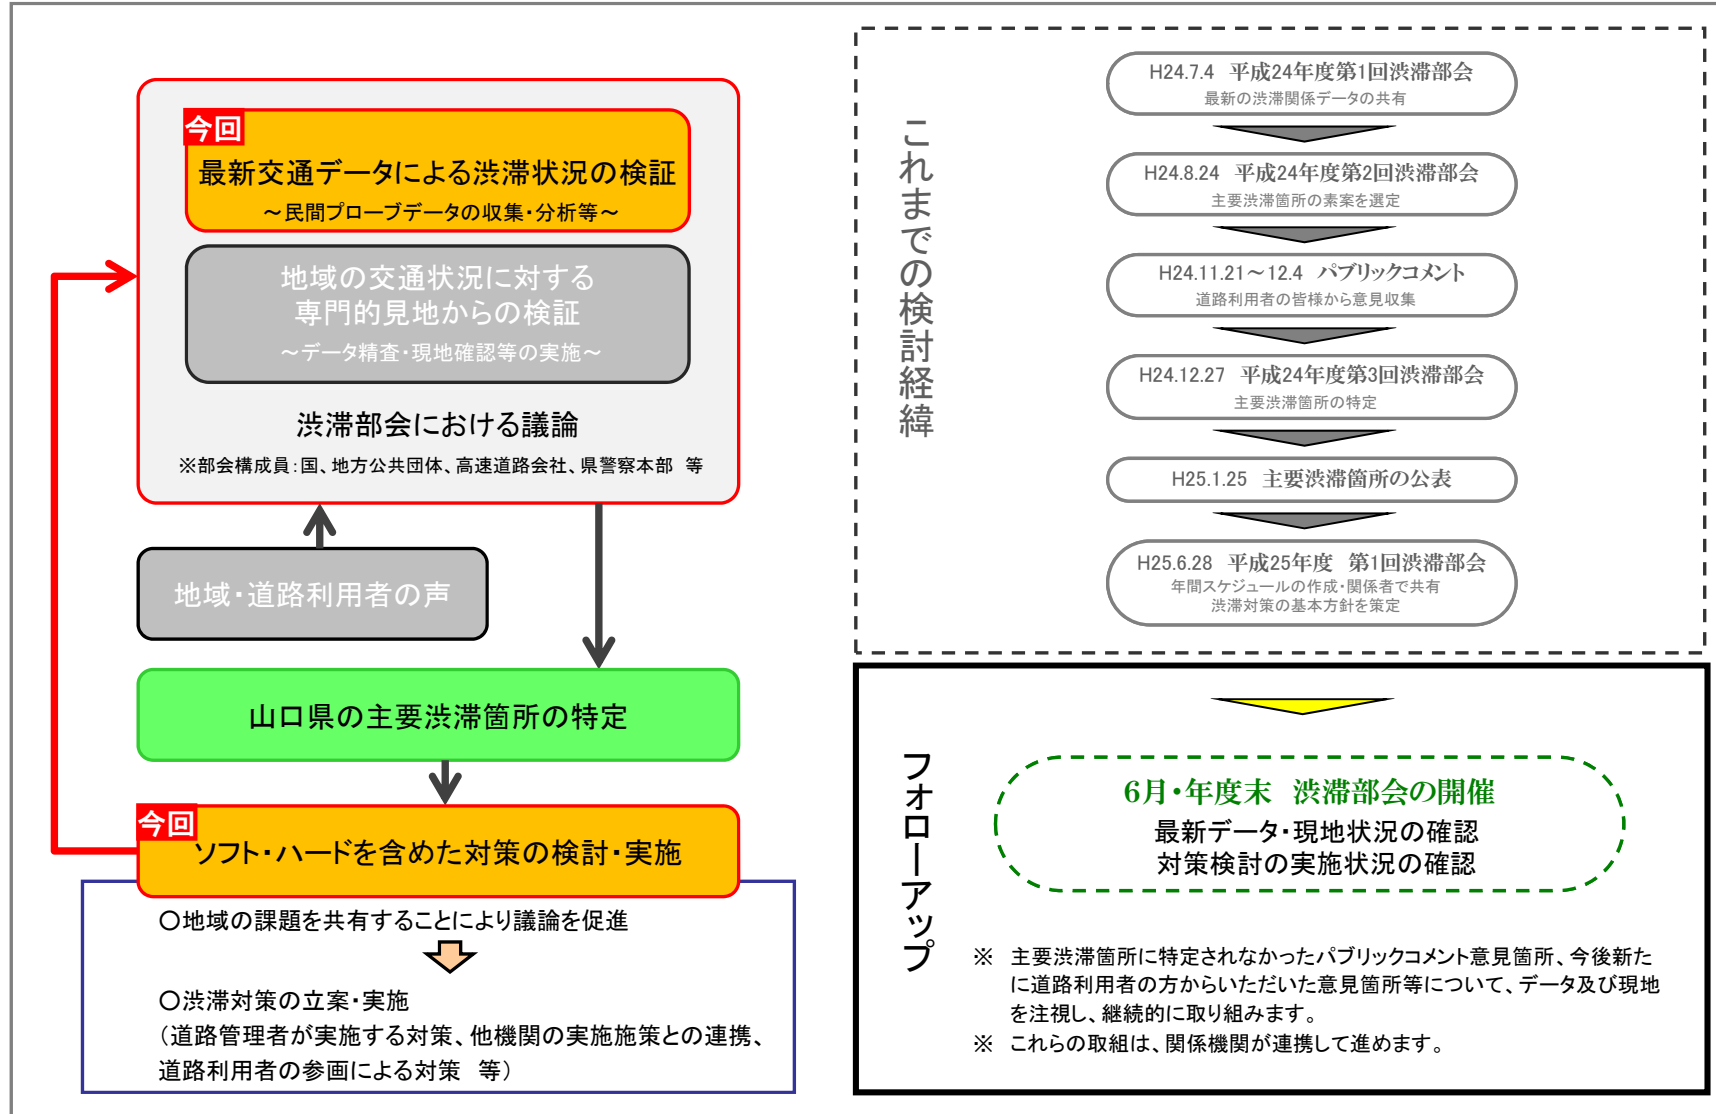 今回
最新交通データによる渋滞状況の検証
～民間プローブデータの収集・分析等～
地域の交通状況に対する
専門的見地からの検証
～データ精査・現地確認等の実施～
渋滞部会における議論
※部会構成員：国、地方公共団体、高速道路会社、県警察本部　等
地域・道路利用者の声
山口県の主要渋滞箇所の特定
今回
ソフト・ハードを含めた対策の検討・実施
〇地域の課題を共有することにより議論を促進
〇渋滞対策の立案・実施
（道路管理者が実施する対策、他機関の実施施策との連携、
道路利用者の参画による対策　等）
これまでの検討経緯
H24.7.4　平成24年度第1回渋滞部会
最新の渋滞関係データの共有
H24.8.24　平成24年度第2回渋滞部会
主要渋滞箇所の素案を選定
H24.11.21～12.4　パブリックコメント
道路利用者の皆様から意見収集
H24.12.27　平成24年度第3回渋滞部会
主要渋滞箇所の特定
H25.1.25　主要渋滞箇所の公表
H25.6.28　平成25年度　第1回渋滞部会
年間スケジュールの作成・関係者で共有
渋滞対策の基本方針を策定
フォローアップ
6月・年度末　渋滞部会の開催
最新データ・現地状況の確認
対策検討の実施状況の確認
※　主要渋滞箇所に特定されなかったパブリックコメント意見箇所、今後新た
に道路利用者の方からいただいた意見箇所等について、データ及び現地
を注視し、継続的に取り組みます。
※　これらの取組は、関係機関が連携して進めます。